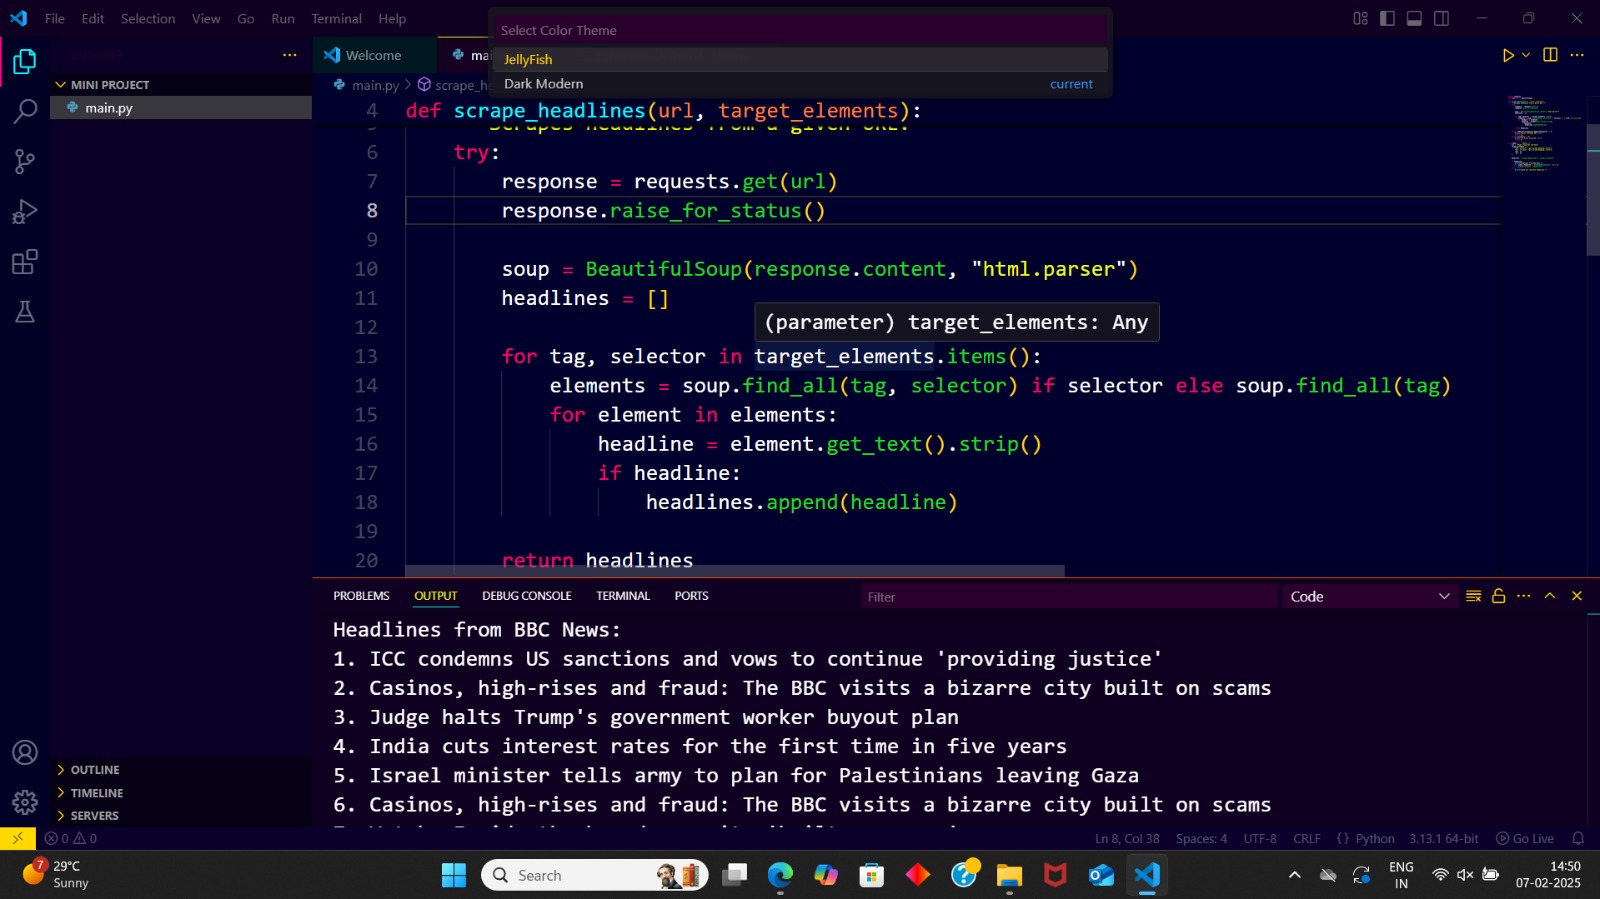 File Edit Selection View Go Run Terminal Help
Select Color Theme
JellyFish
Dark Modern current
EXPLORER
Welcome
MINI PROJECT
main.py
main.py
4 def scrape_headlines(url, target_elements):
6 try:
7 response = requests.get(url)
8 response.raise_for_status()
9
10 soup = BeautifulSoup(response.content, "html.parser")
11 headlines = []
12
(parameter) target_elements: Any
13 for tag, selector in target_elements.items():
14 elements = soup.find_all(tag, selector) if selector else soup.find_all(tag)
15 for element in elements:
16 headline = element.get_text().strip()
17 if headline:
18 headlines.append(headline)
19
20 return headlines
PROBLEMS OUTPUT DEBUG CONSOLE TERMINAL PORTS
Filter
Code
Headlines from BBC News:
1. ICC condemns US sanctions and vows to continue 'providing justice'
2. Casinos, high-rises and fraud: The BBC visits a bizarre city built on scams
3. Judge halts Trump's government worker buyout plan
4. India cuts interest rates for the first time in five years
5. Israel minister tells army to plan for Palestinians leaving Gaza
6. Casinos, high-rises and fraud: The BBC visits a bizarre city built on scams
OUTLINE
TIMELINE
SERVERS
0 0
Ln 8, Col 38 Spaces: 4 UTF-8 CRLF {} Python 3.13.1 64-bit Go Live
7
29°C
Sunny
Search
ENG
IN
14:50
07-02-2025